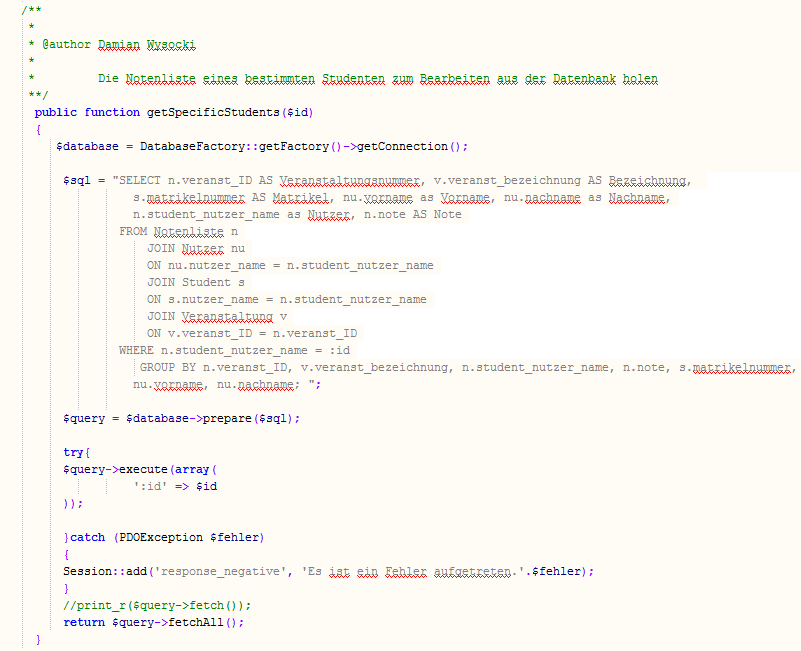 /**
*
* @author Damian Wysocki
*
* Die Notenliste eines bestimmten Studenten zum Bearbeiten aus der Datenbank holen
**/
public function getSpecificStudents($id)
{
$database = DatabaseFactory::getFactory()->getConnection();
$sql = "SELECT n.veranst_ID AS Veranstaltungsnummer, v.veranst_bezeichnung AS Bezeichnung,
s.matrikelnummer AS Matrikel, nu.vorname as Vorname, nu.nachname as Nachname,
n.student_nutzer_name as Nutzer, n.note AS Note
FROM Notenliste n
JOIN Nutzer nu
ON nu.nutzer_name = n.student_nutzer_name
JOIN Student s
ON s.nutzer_name = n.student_nutzer_name
JOIN Veranstaltung v
ON v.veranst_ID = n.veranst_ID
WHERE n.student_nutzer_name = :id
GROUP BY n.veranst_ID, v.veranst_bezeichnung, n.student_nutzer_name, n.note, s.matrikelnummer,
nu.vorname, nu.nachname; ";
$query = $database->prepare($sql);
try{
$query->execute(array(
':id' => $id
));
}catch (PDOException $fehler)
{
Session::add('response_negative', 'Es ist ein Fehler aufgetreten.'.$fehler);
}
//print_r($query->fetch());
return $query->fetchAll();
}